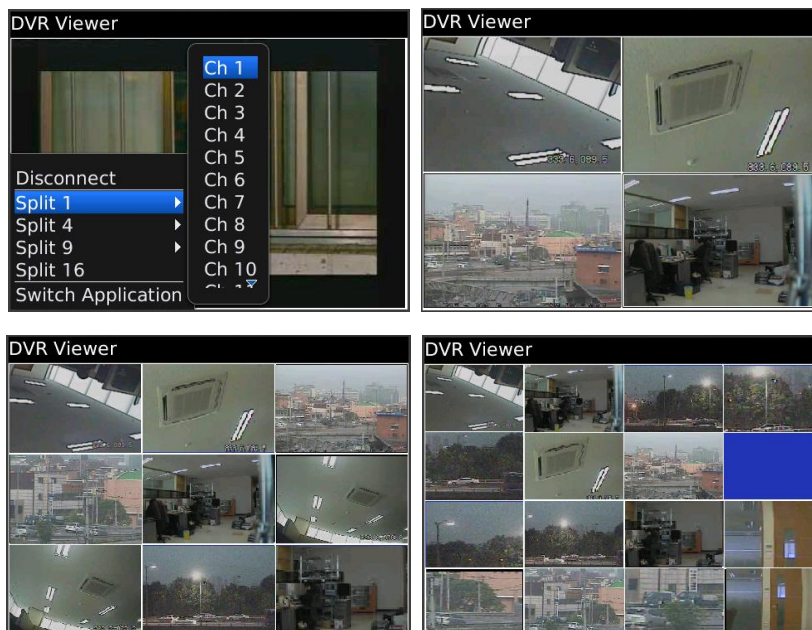 DVR Viewer
Ch 1
Ch 2
Ch 3
Ch 4
Ch 5
Ch 6
Ch 7
Ch 8
Ch 9
Ch 10
Disconnect
Split 1
Split 4
Split 9
Split 16
Switch Application
DVR Viewer
DVR Viewer
DVR Viewer